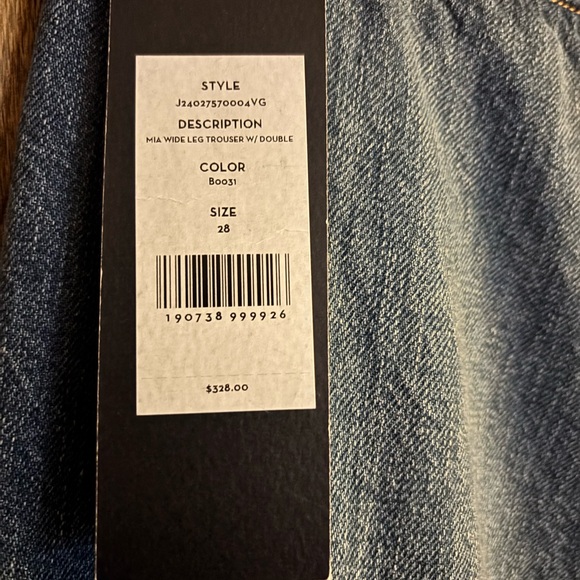 STYLE
J24027570004VG
DESCRIPTION
MIA WIDE LEG TROUSER W/ DOUBLE
COLOR
B0031
SIZE
28
190738 999926
$328.00